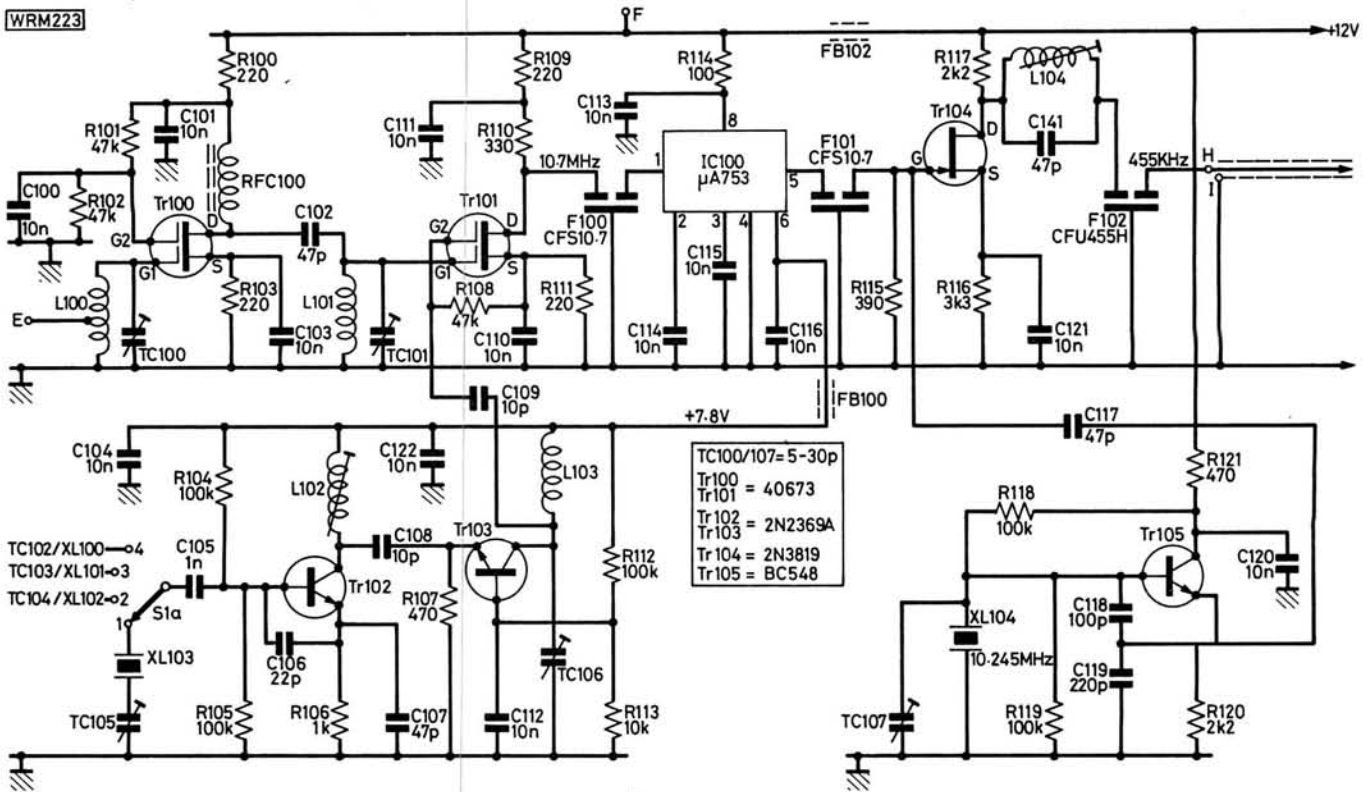 WRM223
F
+12V
R100
220
R109
220
R114
100
FB102
R117
2k2
L104
C101
10n
R101
47k
C111
10n
R110
330
C113
10n
8
Tr104
D
C141
47p
RFC100
10.7MHz
1
IC100
µA753
5
F101
CFS10.7
G
S
455KHz
H
I
C100
10n
R102
47k
Tr100
D
C102
47p
Tr101
D
G2
G1
S
G2
G1
S
F100
CFS10.7
2
3
4
6
F102
CFU455H
L100
E
TC100
R103
220
C103
10n
L101
TC101
R108
47k
C110
10n
R111
220
C115
10n
C114
10n
C116
10n
R115
390
R116
3k3
C121
10n
C109
10p
FB100
+7.8V
C117
47p
C104
10n
R104
100k
L102
C122
10n
L103
TC100/107=5-30p
Tr100
Tr101 = 40673
Tr102
Tr103 = 2N2369A
Tr104 = 2N3819
Tr105 = BC548
R121
470
R118
100k
Tr105
C120
10n
TC102/XL100 4
TC103/XL101 3
TC104/XL102 2
1
S1a
C105
1n
Tr102
C108
10p
Tr103
R112
100k
R107
470
XL103
C106
22p
TC106
XL104
10.245MHz
C118
100p
C119
220p
TC105
R105
100k
R106
1k
C107
47p
C112
10n
R113
10k
TC107
R119
100k
R120
2k2